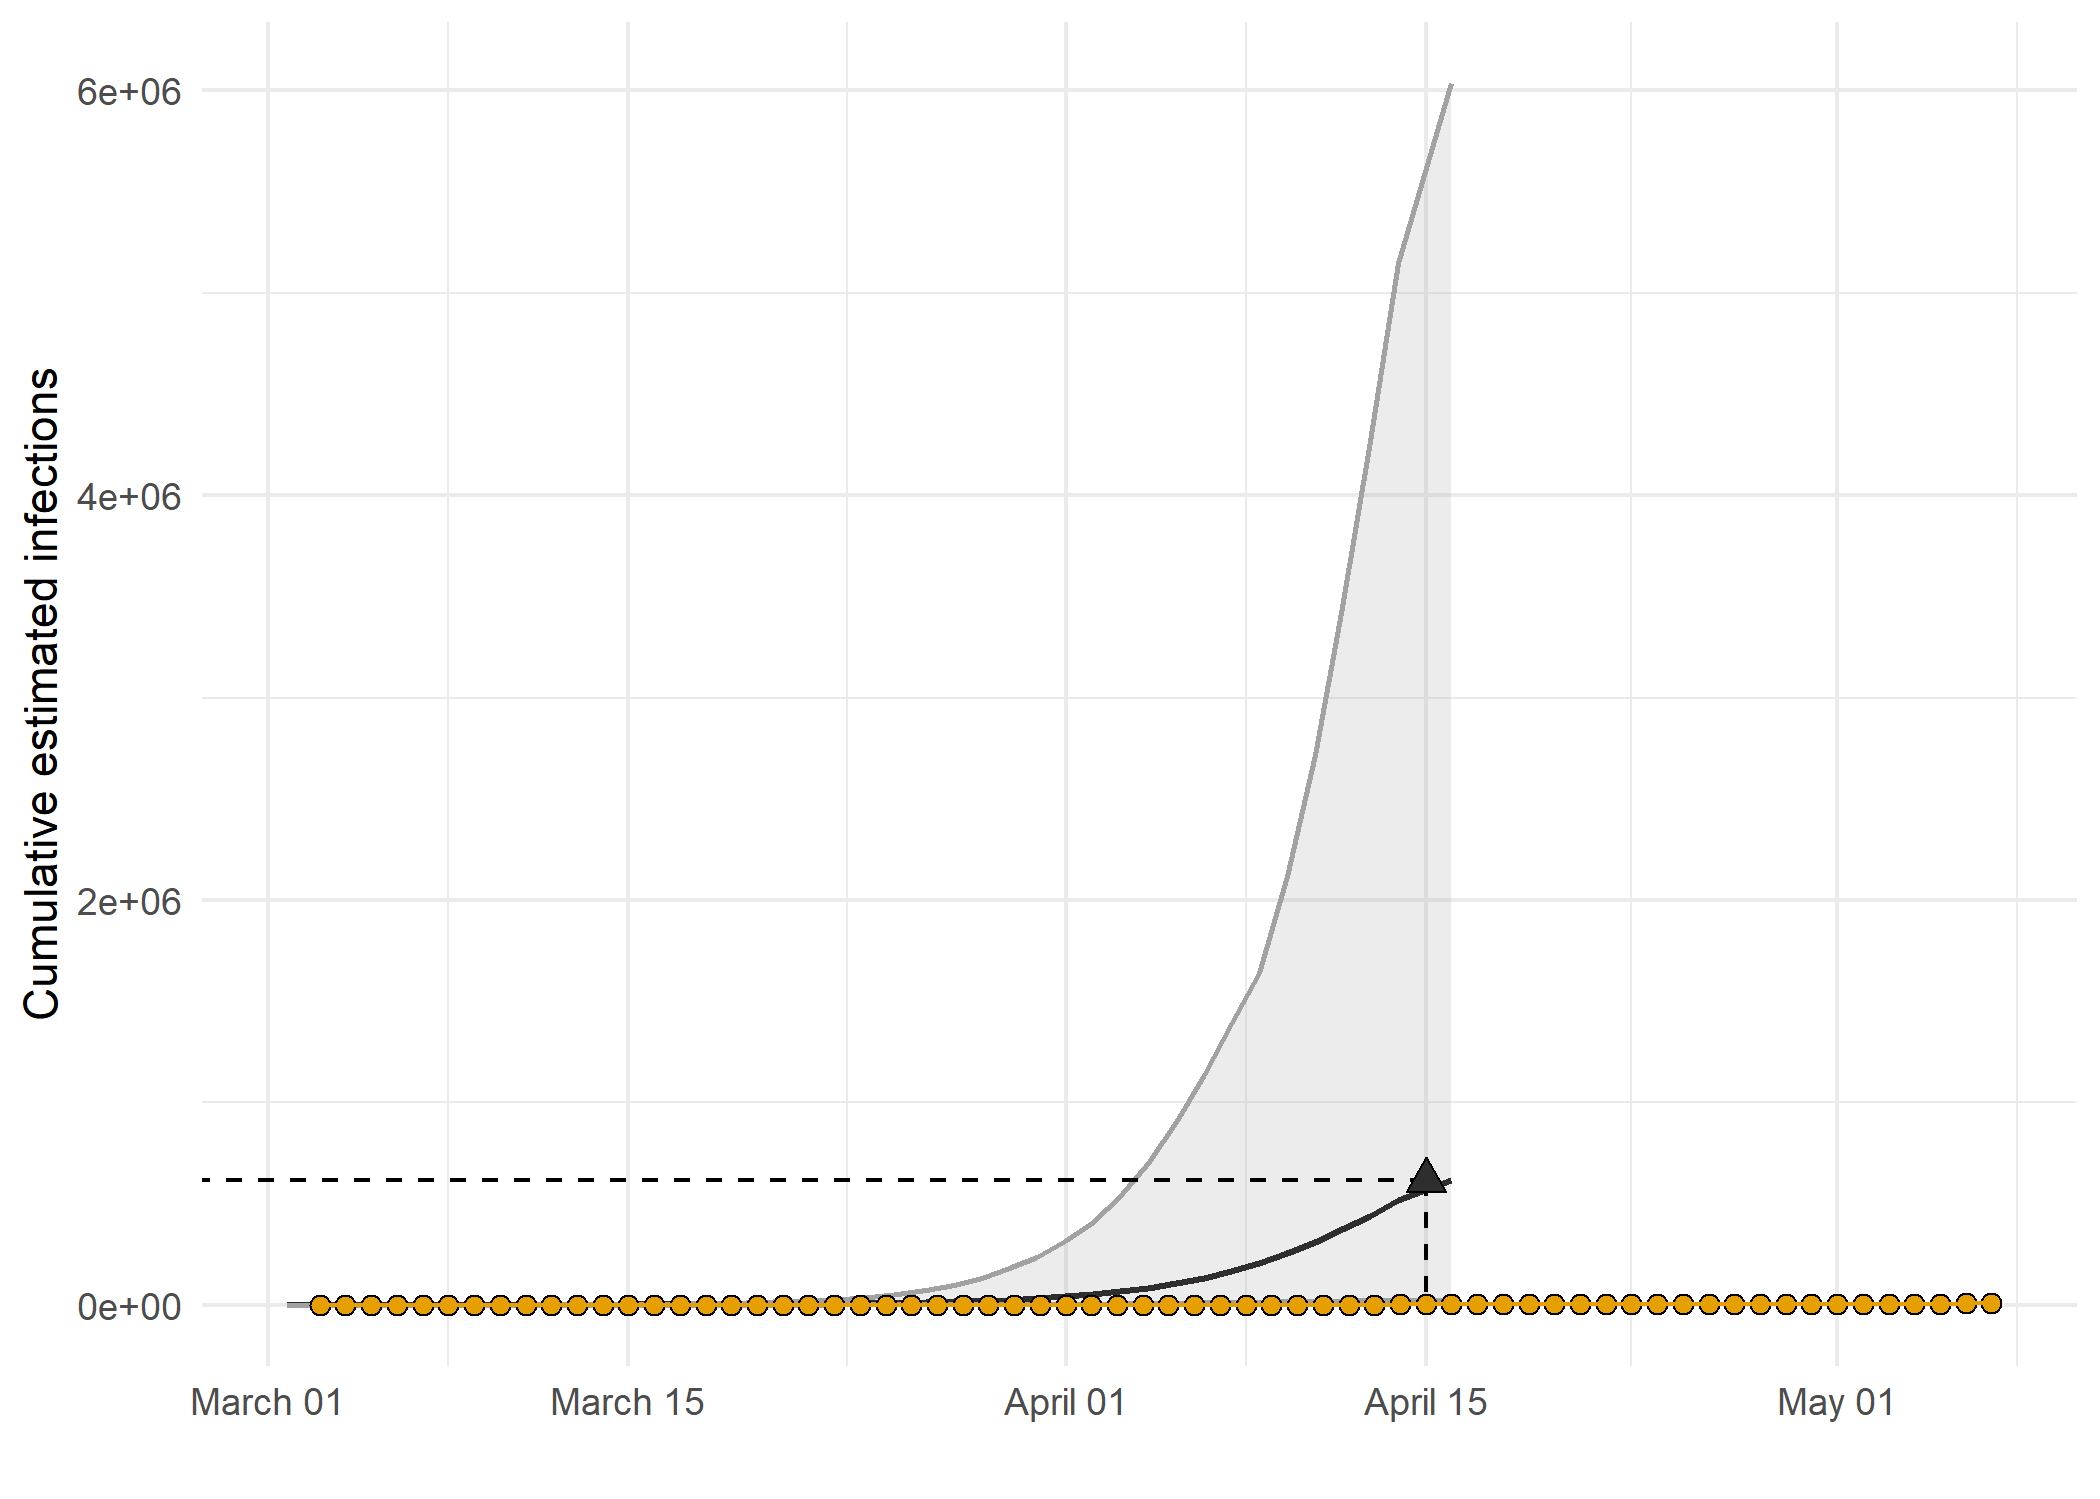 Cumulative estimated infections
6e+06
4e+06
2e+06
0e+00
March 01
March 15
April 01
April 15
May 01